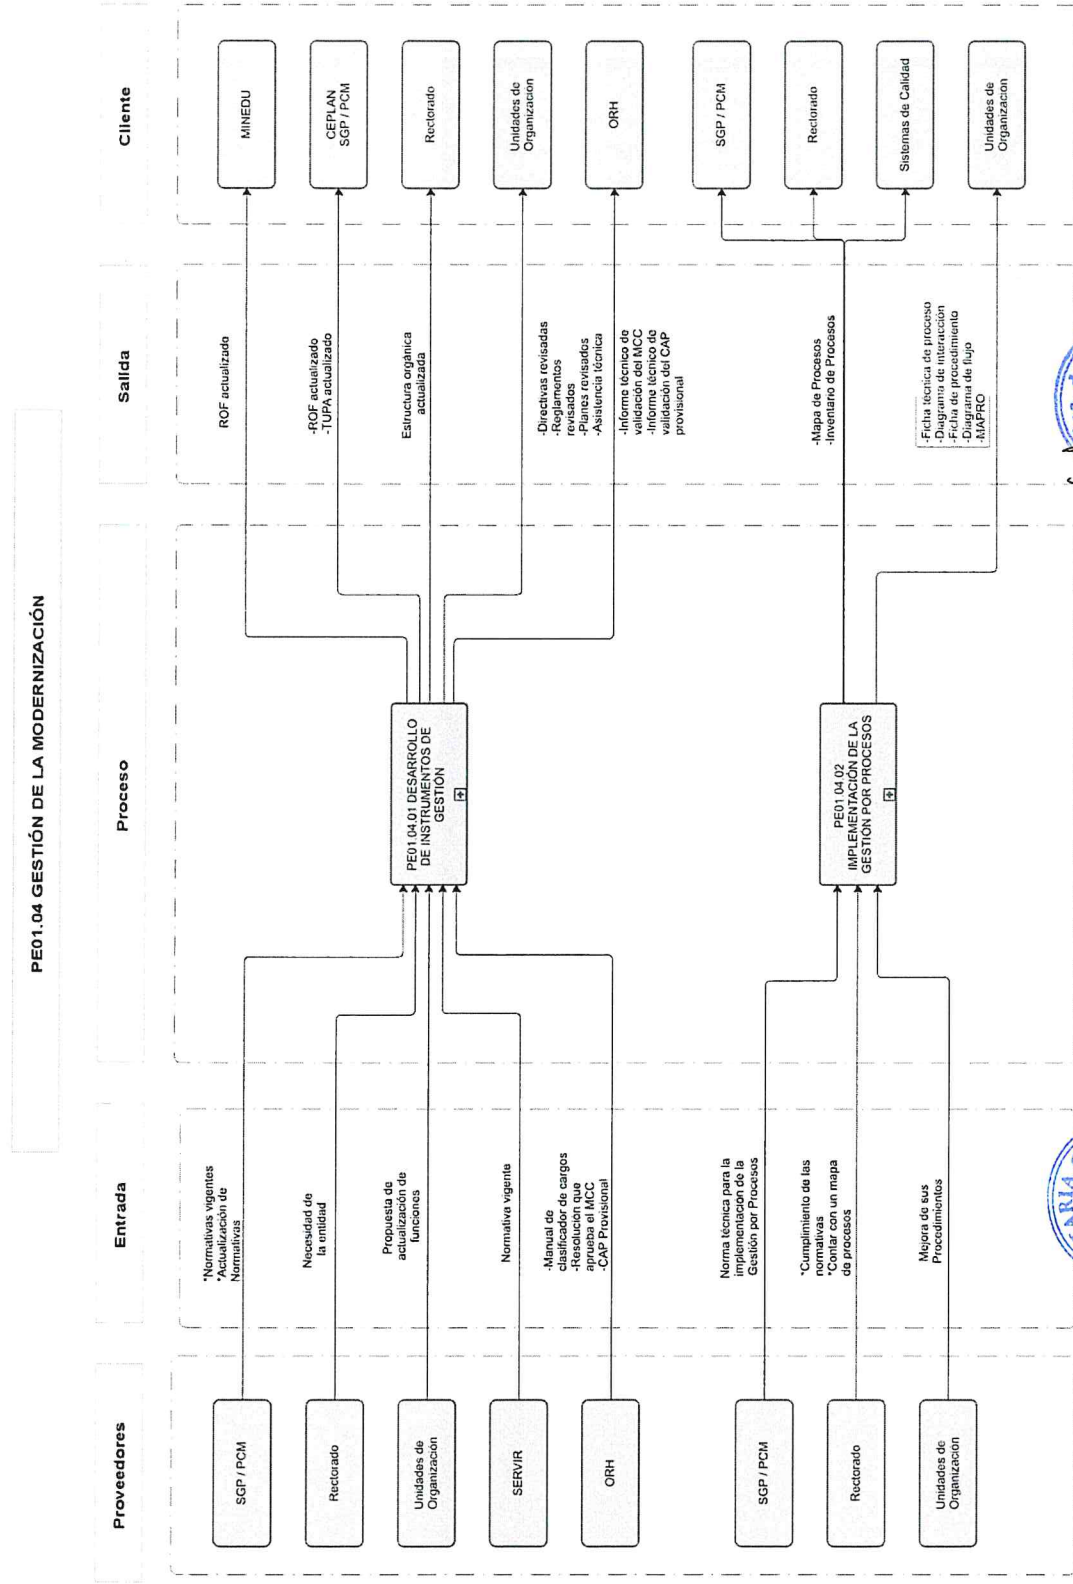 PE01.04 GESTIÓN DE LA MODERNIZACIÓN
Proveedores
Entrada
Proceso
Salida
Cliente
SGP / PCM
Rectorado
Unidades de
Organización
SERVIR
ORH
SGP / PCM
Rectorado
Unidades de
Organización
*Normativas vigentes
*Actualización de
Normativas
Necesidad de
la entidad
Propuesta de
actualización de
funciones
Normativa vigente
-Manual de
clasificador de cargos
-Resolución que
aprueba el MCC
-CAP Provisional
Norma técnica para la
implementación de la
Gestión por Procesos
*Cumplimiento de las
normativas
*Contar con un mapa
de procesos
Mejora de sus
Procedimientos
PE01.04.01 DESARROLLO
DE INSTRUMENTOS DE
GESTIÓN
PE01 04.02
IMPLEMENTACIÓN DE LA
GESTIÓN POR PROCESOS
ROF actualizado
-ROF actualizado
-TUPA actualizado
Estructura orgánica
actualizada
-Directivas revisadas
-Reglamentos
revisados
-Planes revisados
-Asistencia técnica
-Informe técnico de
validación del MCC
-Informe técnico de
validación del CAP
provisional
-Mapa de Procesos
-Inventario de Procesos
-Ficha técnica de proceso
-Diagrama de interacción
-Ficha de procedimiento
-Diagrama de flujo
-MAPRO
MINEDU
CEPLAN
SGP / PCM
Rectorado
Unidades de
Organizacion
ORH
SGP / PCM
Rectorado
Sistemas de Calidad
Unidades de
Organizacion